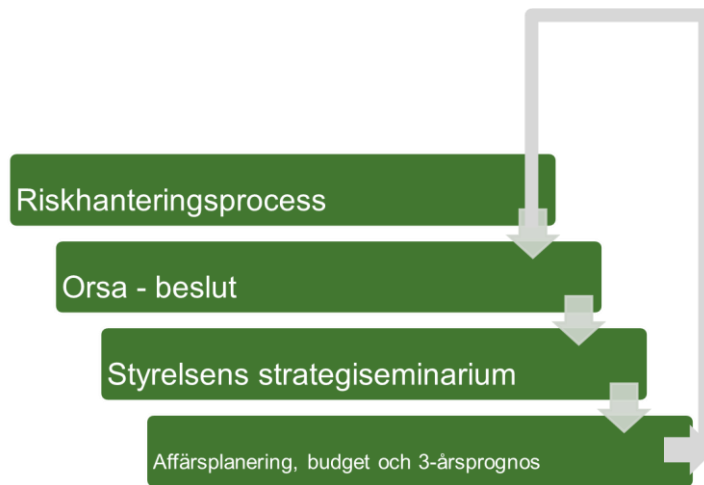 Riskhanteringsprocess
Orsa - beslut
Styrelsens strategiseminarium
Affärsplanering, budget och 3-årsprognos